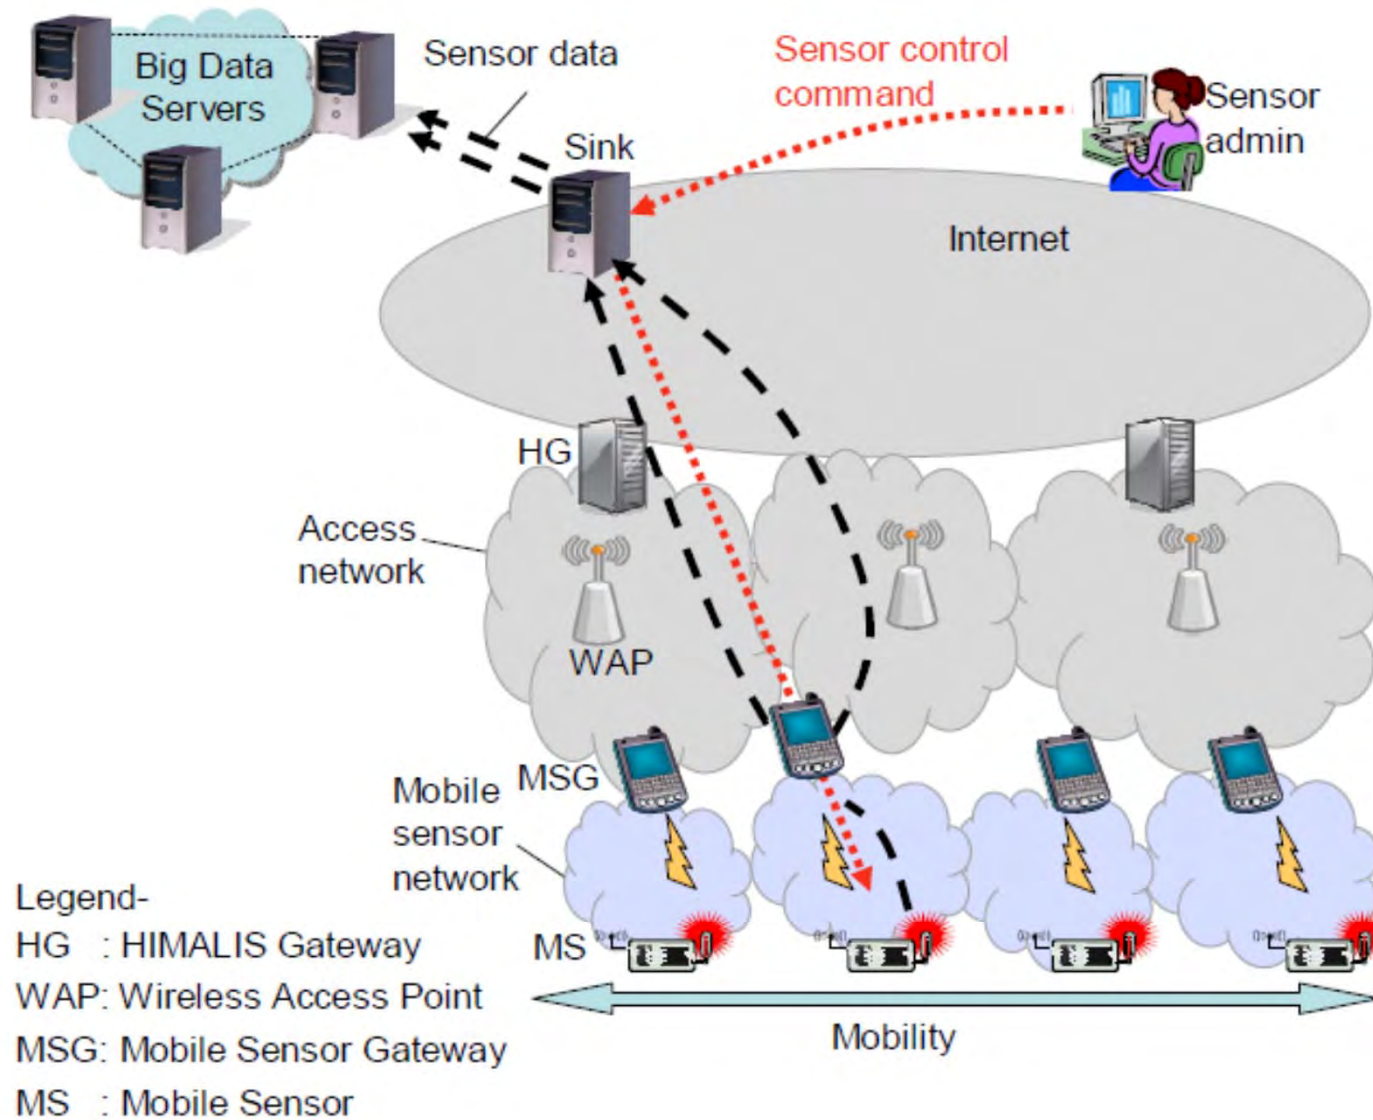 Big Data
Servers
Sensor data
Sensor control
command
Sensor
admin
Sink
Internet
HG
Access
network
WAP
MSG
Mobile
sensor
network
MS
Mobility
Legend-
HG : HIMALIS Gateway
WAP: Wireless Access Point
MSG: Mobile Sensor Gateway
MS : Mobile Sensor